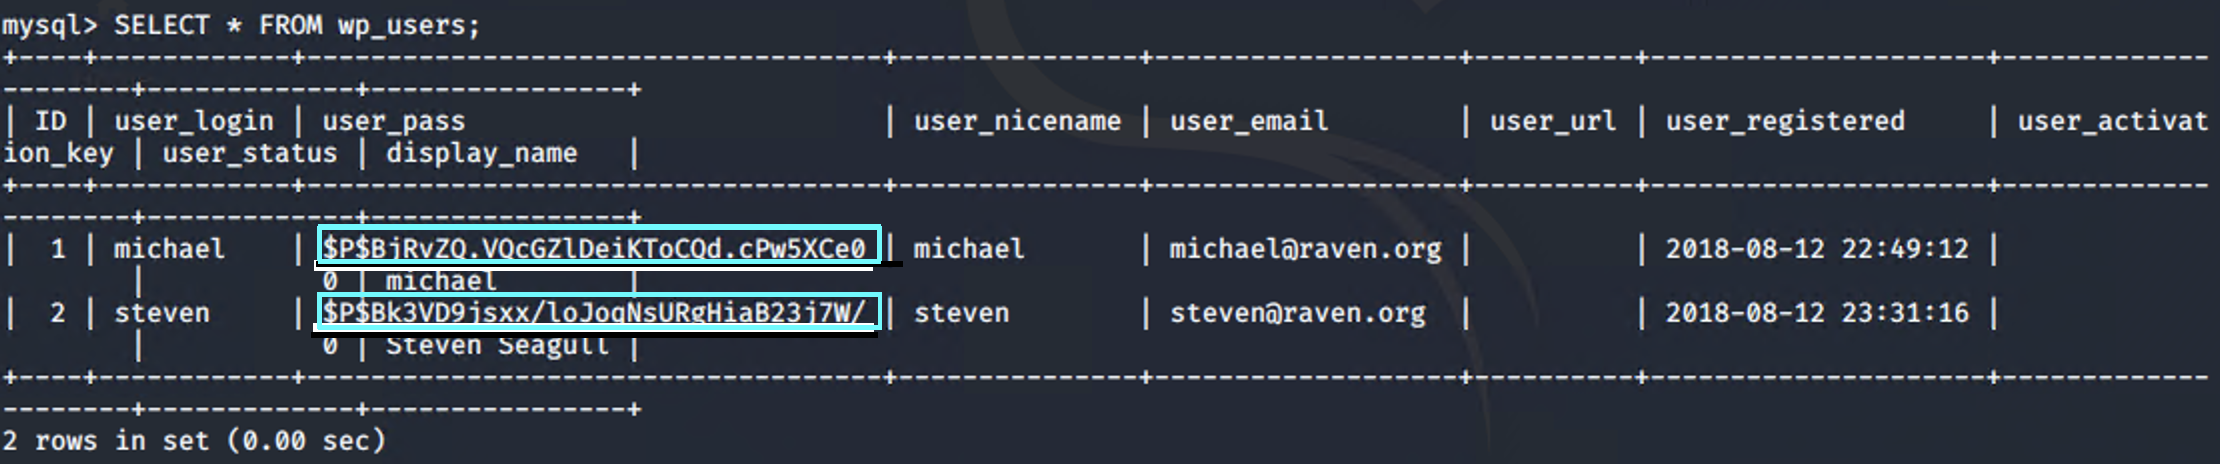 mysql> SELECT * FROM wp_users;
+----+------------+------------------------------------+---------------+-------------------+----------+---------------------+-------------
--------+-------------+----------------+
| ID | user_login | user_pass                          | user_nicename | user_email        | user_url | user_registered     | user_activat
ion_key | user_status | display_name   |
+----+------------+------------------------------------+---------------+-------------------+----------+---------------------+-------------
--------+-------------+----------------+
|  1 | michael    | $P$BjRvZQ.VQcGZlDeiKToCQd.cPw5XCe0 | michael       | michael@raven.org |          | 2018-08-12 22:49:12 |
        |           0 | michael        |
|  2 | steven     | $P$Bk3VD9jsxx/loJoqNsURgHiaB23j7W/ | steven        | steven@raven.org  |          | 2018-08-12 23:31:16 |
        |           0 | Steven Seagull |
+----+------------+------------------------------------+---------------+-------------------+----------+---------------------+-------------
--------+-------------+----------------+
2 rows in set (0.00 sec)